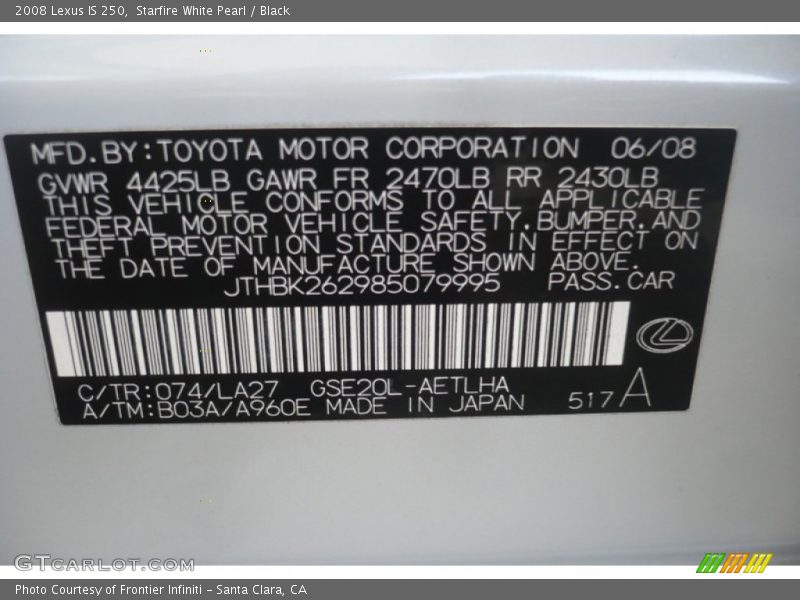 2008 Lexus IS 250,  Starfire White Pearl / Black
MFD.BY:TOYOTA MOTOR CORPORATION 06/08
GVWR 4425LB GAWR FR 2470LB RR 2430LB
THIS VEHICLE CONFORMS TO ALL APPLICABLE
FEDERAL MOTOR VEHICLE SAFETY,BUMPER,AND
THEFT PREVENTION STANDARDS IN EFFECT ON
THE DATE OF MANUFACTURE SHOWN ABOVE.
JTHBK262985079995 PASS.CAR
C/TR:074/LA27 GSE20L-AETLHA
A/TM:B03A/A960E MADE IN JAPAN 517A
GTCARLOT.COM
Photo Courtesy of Frontier Infiniti - Santa Clara, CA